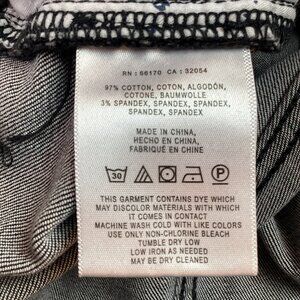 RN : 66170 CA : 32054
97% COTTON, COTON, ALGODÓN,
COTONE, BAUMWOLLE
3% SPANDEX, SPANDEX, SPANDEX,
SPANDEX, SPANDEX
MADE IN CHINA,
HECHO EN CHINA,
FABRIQUÉ EN CHINE
30 P
THIS GARMENT CONTAINS DYE WHICH
MAY DISCOLOR MATERIALS WITH WHICH
IT COMES IN CONTACT
MACHINE WASH COLD WITH LIKE COLORS
USE ONLY NON-CHLORINE BLEACH
TUMBLE DRY LOW
LOW IRON AS NEEDED
MAY BE DRY CLEANED